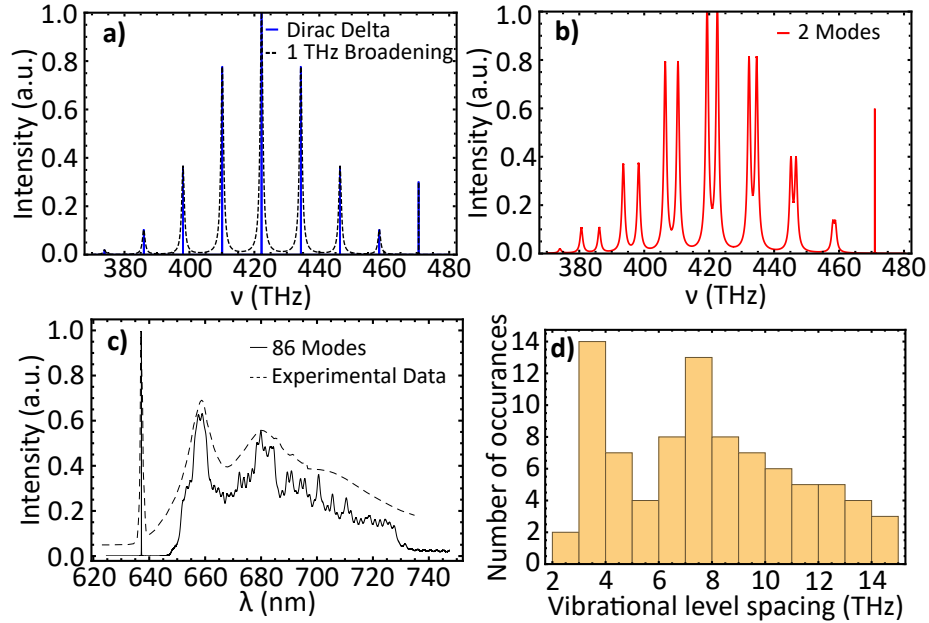 a)
Dirac Delta
1 THz Broadening
Intensity (a.u.)
1.0
0.8
0.6
0.4
0.2
0.0
380 400 420 440 460 480
ν (THz)
b)
2 Modes
Intensity (a.u.)
1.0
0.8
0.6
0.4
0.2
0.0
380 400 420 440 460 480
ν (THz)
c)
86 Modes
Experimental Data
Intensity (a.u.)
1.0
0.8
0.6
0.4
0.2
0.0
620 640 660 680 700 720 740
λ (nm)
d)
Number of occurances
14
12
10
8
6
4
2
2 4 6 8 10 12 14
Vibrational level spacing (THz)